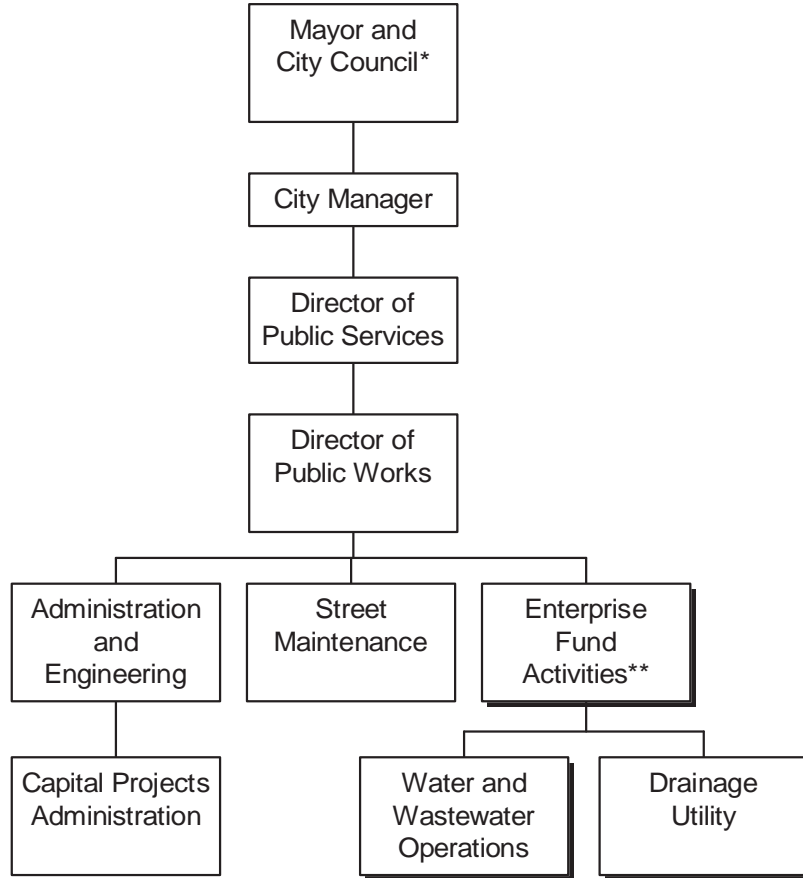 Mayor and
City Council*
City Manager
Director of
Public Services
Director of
Public Works
Administration
and
Engineering
Street
Maintenance
Enterprise
Fund
Activities**
Capital Projects
Administration
Water and
Wastewater
Operations
Drainage
Utility